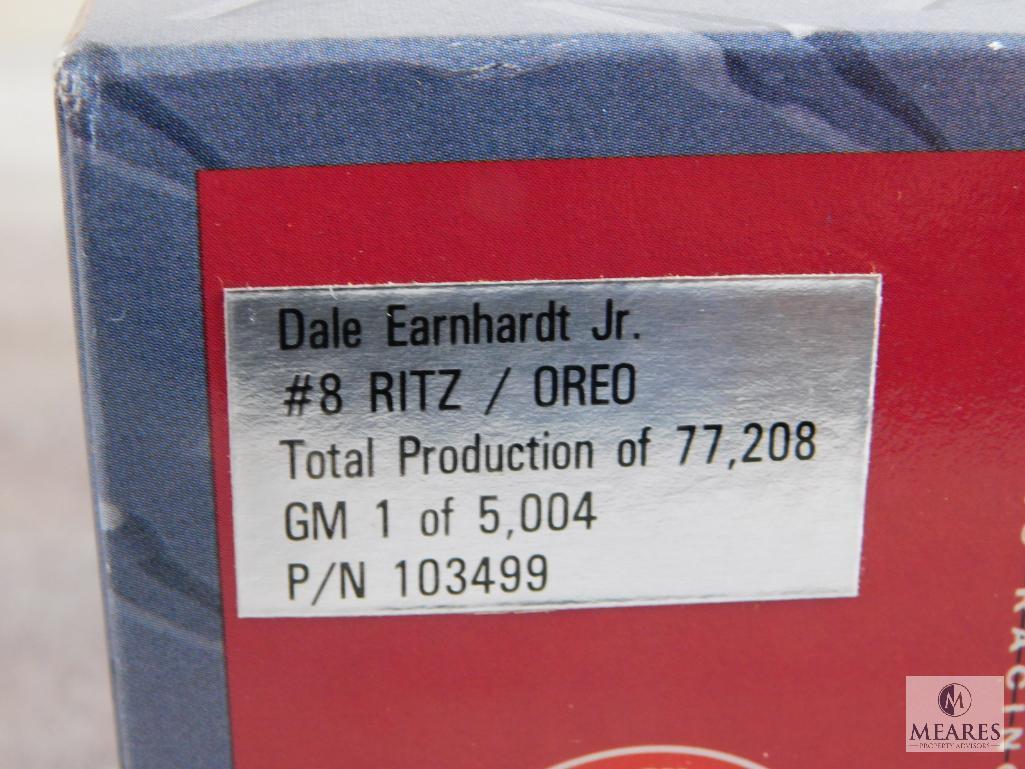 Dale Earnhardt Jr.
#8 RITZ / OREO
Total Production of 77,208
GM 1 of 5,004
P/N 103499
RACING
MEARES
PROPERTY ADVISORS